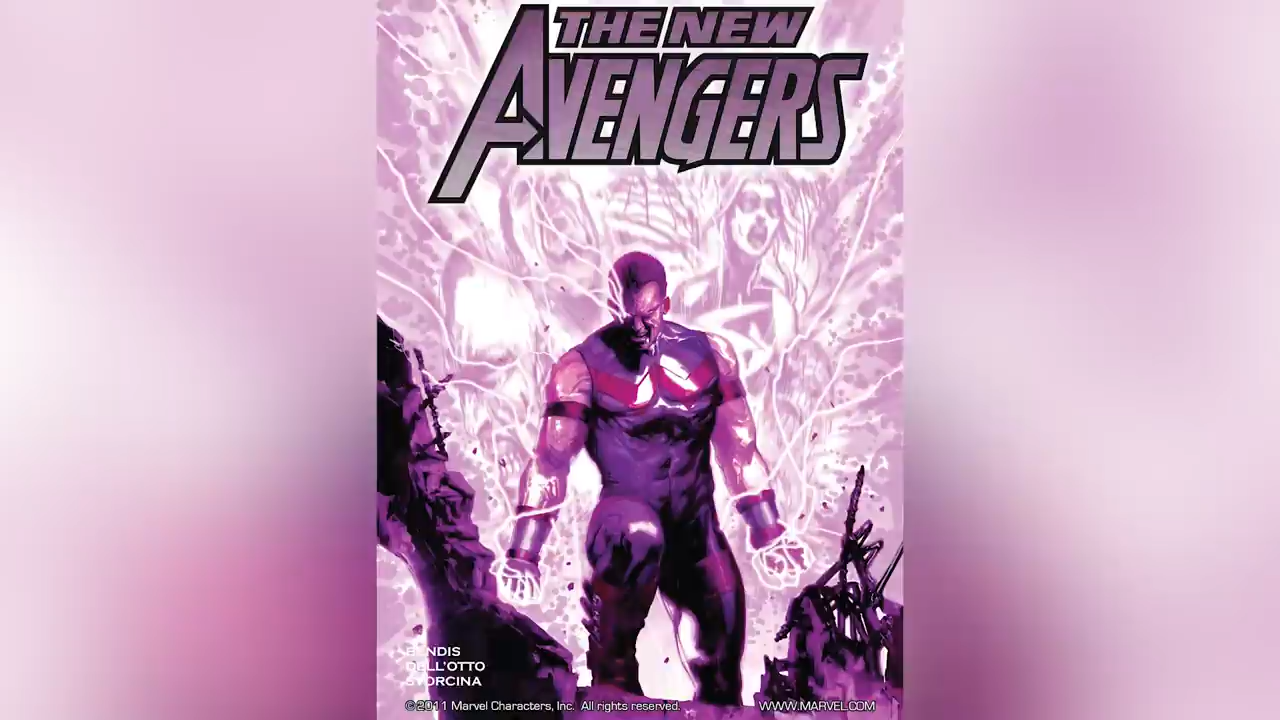 THE NEW
AVENGERS
BENDIS
DELL'OTTO
STORCINA
©2011 Marvel Characters, Inc. All rights reserved.
WWW.MARVEL.COM